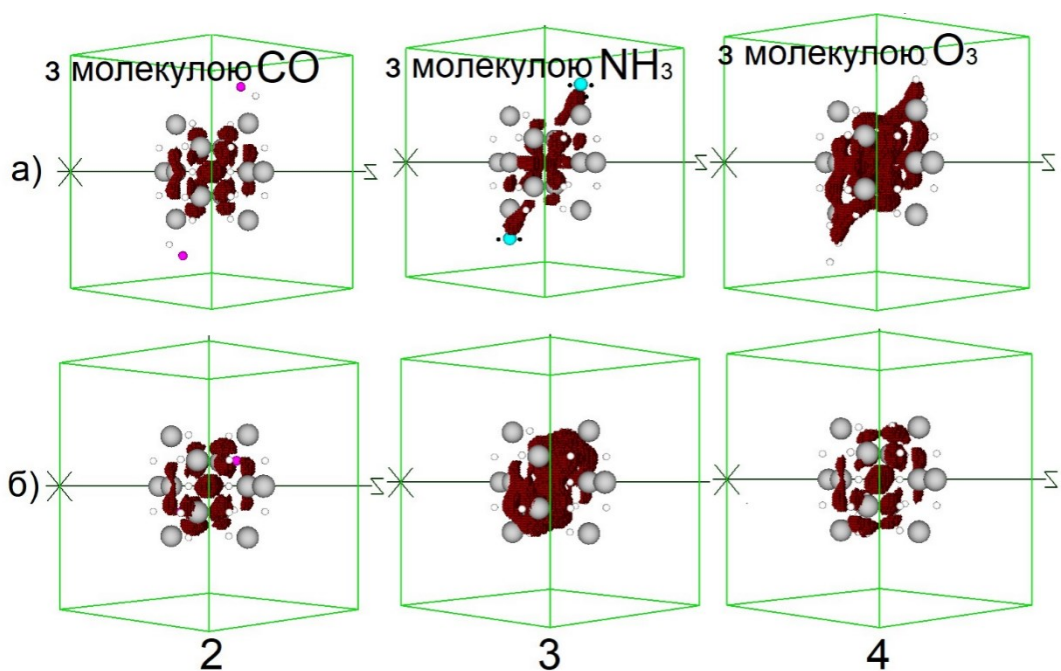 з молекулою CO
з молекулою NH₃
з молекулою O₃
а)
Z
Z
Z
б)
Z
Z
Z
2
3
4